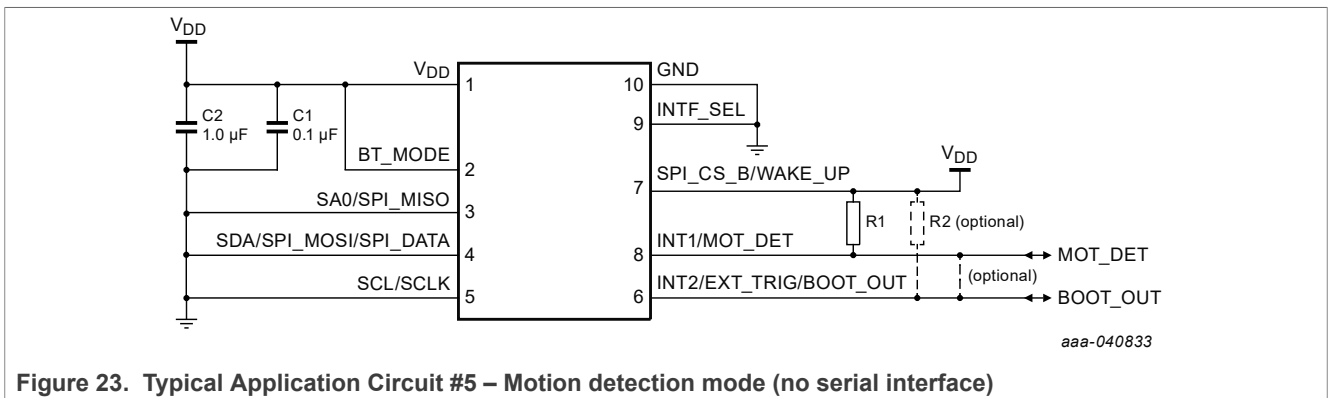 VDD
VDD
1
C2
1.0 µF
C1
0.1 µF
BT_MODE
2
SA0/SPI_MISO
3
SDA/SPI_MOSI/SPI_DATA
4
SCL/SCLK
5
GND
10
INTF_SEL
9
VDD
SPI_CS_B/WAKE_UP
7
R1
R2 (optional)
INT1/MOT_DET
8
MOT_DET
(optional)
INT2/EXT_TRIG/BOOT_OUT
6
BOOT_OUT
aaa-040833
Figure 23. Typical Application Circuit #5 – Motion detection mode (no serial interface)